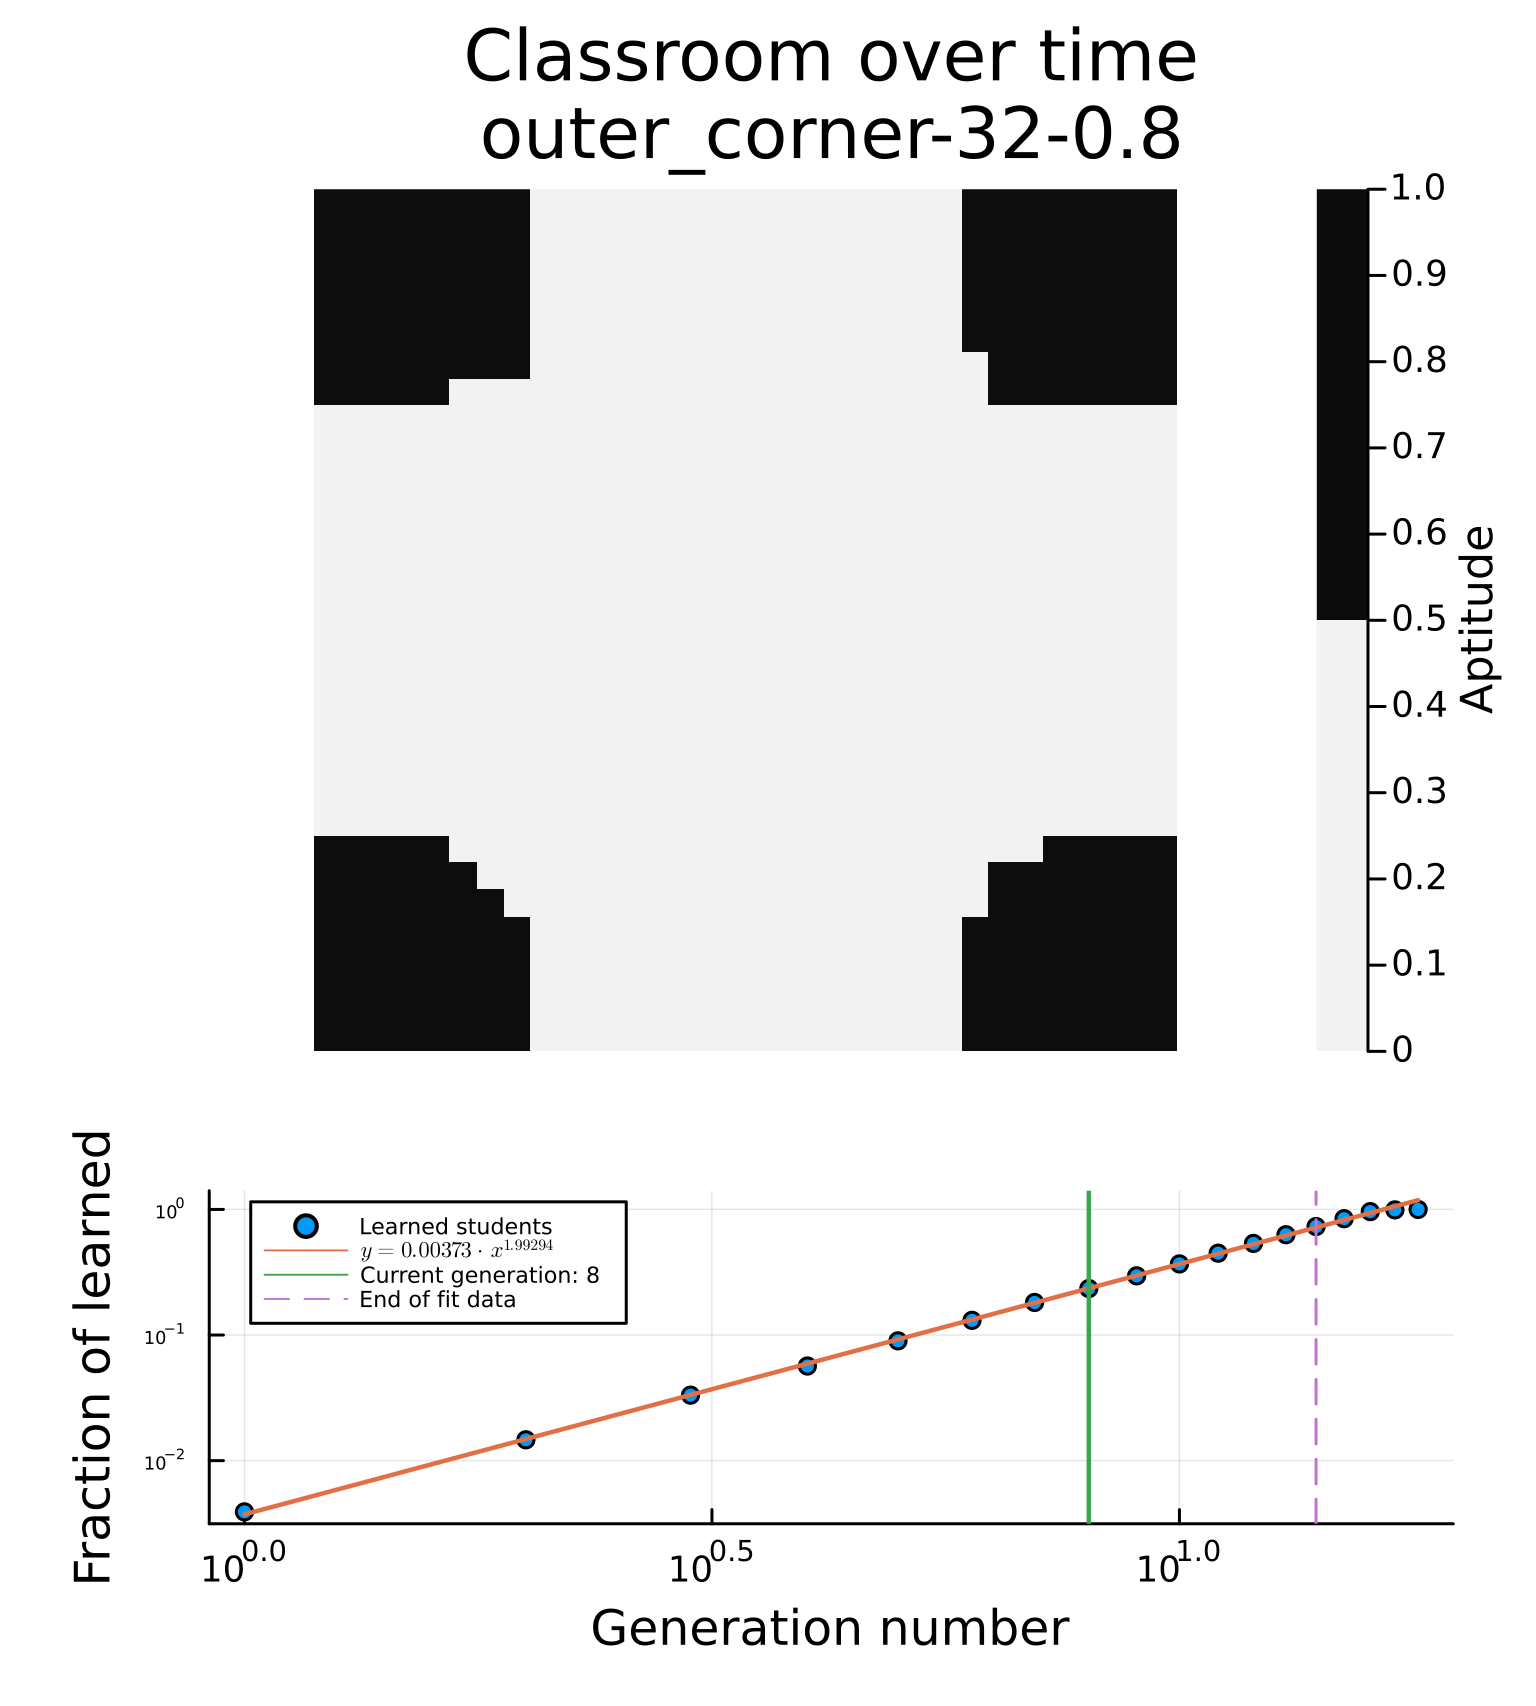 Classroom over time
outer_corner-32-0.8
1.0
0.9
0.8
0.7
0.6
0.5
0.4
0.3
0.2
0.1
0
Aptitude
Fraction of learned
10⁰
10⁻¹
10⁻²
Learned students
y = 0.00373 · x^1.99294
Current generation: 8
End of fit data
10^0.0
10^0.5
10^1.0
Generation number